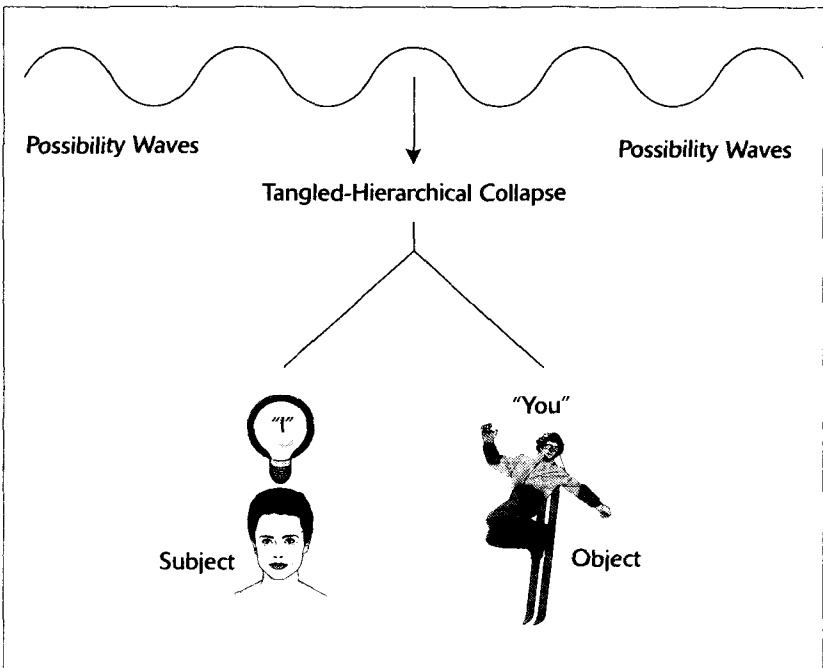 Possibility Waves
Possibility Waves
Tangled-Hierarchical Collapse
"I"
"You"
Subject
Object